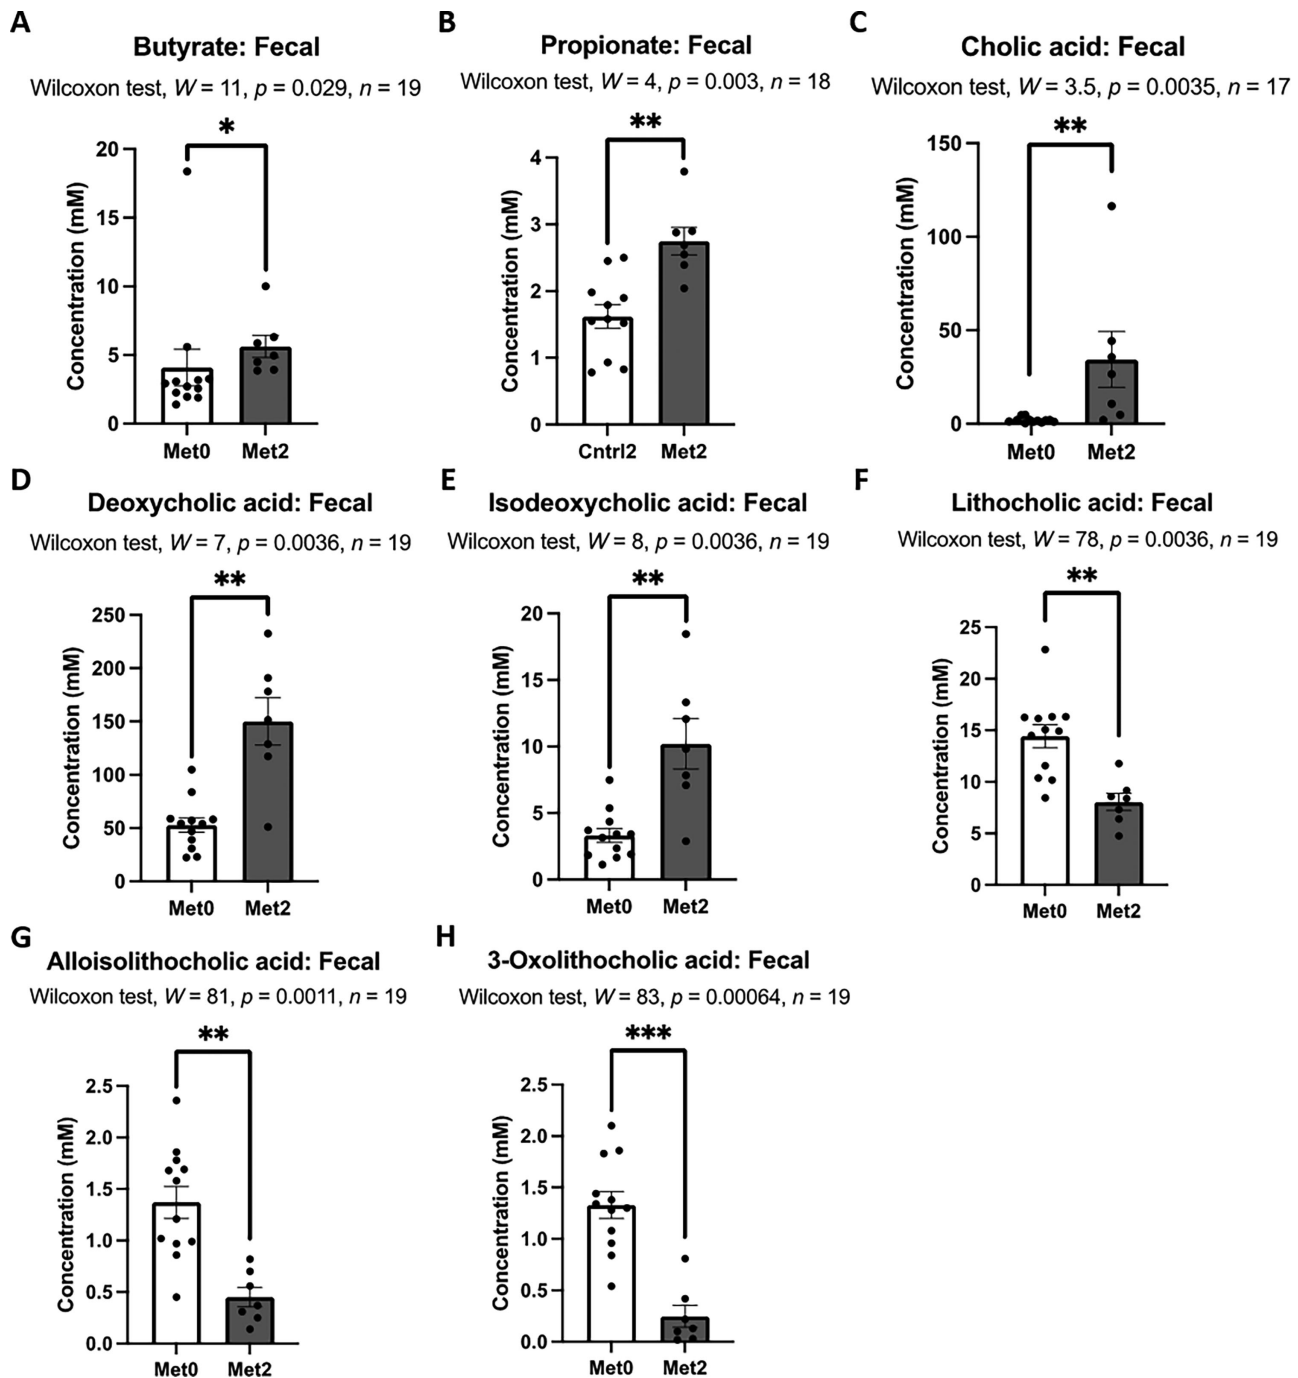 A
Butyrate: Fecal
Wilcoxon test, W = 11, p = 0.029, n = 19
*
20
15
10
5
0
Concentration (mM)
Met0 Met2
B
Propionate: Fecal
Wilcoxon test, W = 4, p = 0.003, n = 18
**
4
3
2
1
0
Concentration (mM)
Cntrl2 Met2
C
Cholic acid: Fecal
Wilcoxon test, W = 3.5, p = 0.0035, n = 17
**
150
100
50
0
Concentration (mM)
Met0 Met2
D
Deoxycholic acid: Fecal
Wilcoxon test, W = 7, p = 0.0036, n = 19
**
250
200
150
100
50
0
Concentration (mM)
Met0 Met2
E
Isodeoxycholic acid: Fecal
Wilcoxon test, W = 8, p = 0.0036, n = 19
**
20
15
10
5
0
Concentration (mM)
Met0 Met2
F
Lithocholic acid: Fecal
Wilcoxon test, W = 78, p = 0.0036, n = 19
**
25
20
15
10
5
0
Concentration (mM)
Met0 Met2
G
Alloisolithocholic acid: Fecal
Wilcoxon test, W = 81, p = 0.0011, n = 19
**
2.5
2.0
1.5
1.0
0.5
0.0
Concentration (mM)
Met0 Met2
H
3-Oxolithocholic acid: Fecal
Wilcoxon test, W = 83, p = 0.00064, n = 19
***
2.5
2.0
1.5
1.0
0.5
0.0
Concentration (mM)
Met0 Met2